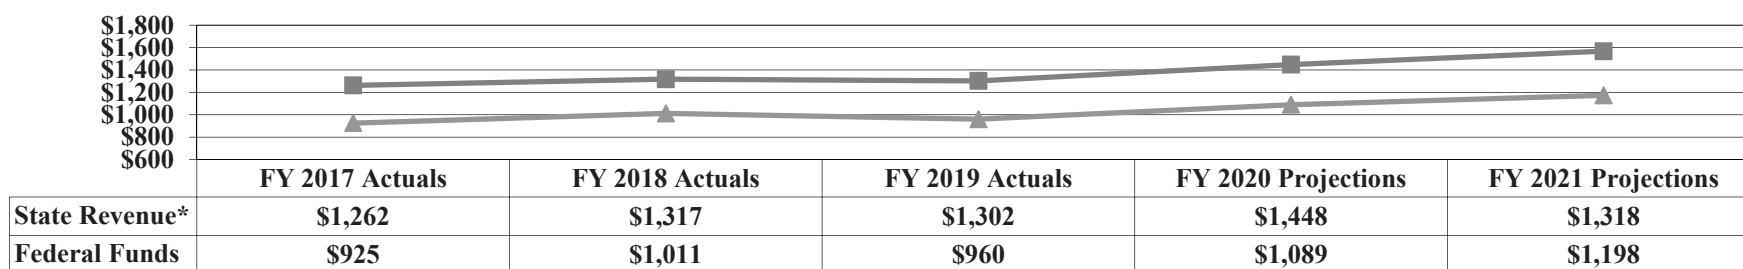 $1,800
$1,600
$1,400
$1,200
$1,000
$800
$600
FY 2017 Actuals FY 2018 Actuals FY 2019 Actuals FY 2020 Projections FY 2021 Projections
State Revenue* $1,262 $1,317 $1,302 $1,448 $1,318
Federal Funds $925 $1,011 $960 $1,089 $1,198